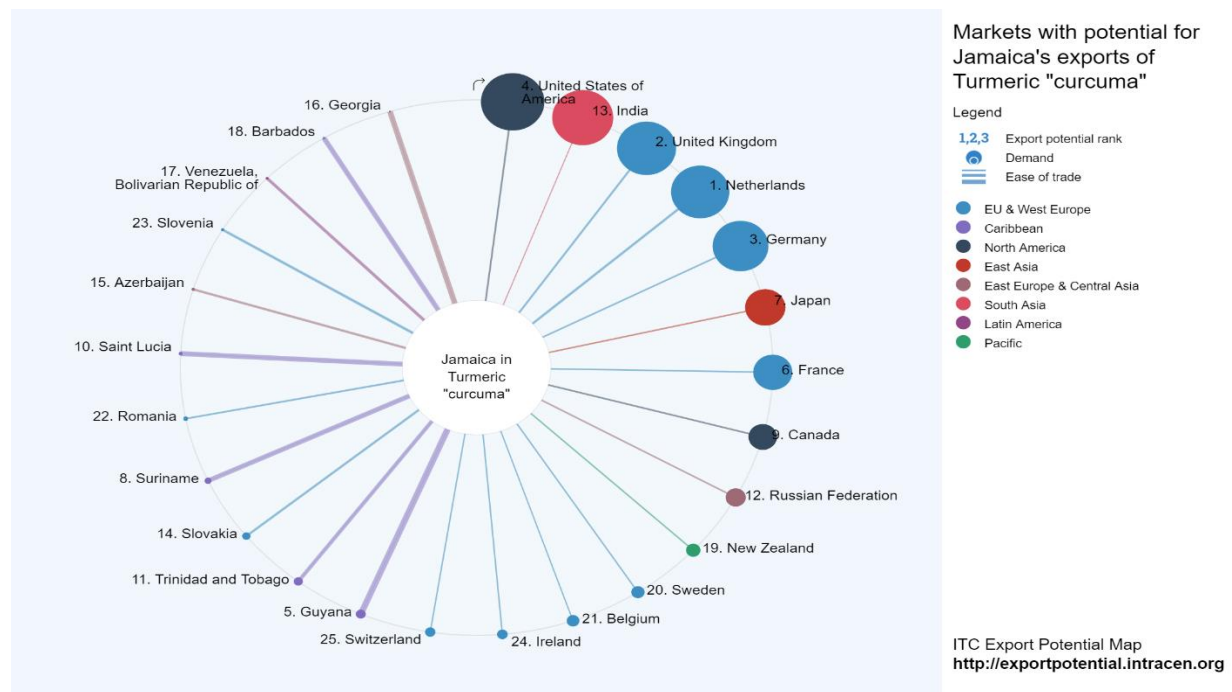 Markets with potential for
Jamaica's exports of
Turmeric "curcuma"
Legend
1,2,3 Export potential rank
Demand
Ease of trade
EU & West Europe
Caribbean
North America
East Asia
East Europe & Central Asia
South Asia
Latin America
Pacific
4. United States of
America
13. India
2. United Kingdom
1. Netherlands
3. Germany
7. Japan
6. France
9. Canada
12. Russian Federation
19. New Zealand
20. Sweden
21. Belgium
24. Ireland
25. Switzerland
5. Guyana
11. Trinidad and Tobago
14. Slovakia
8. Suriname
22. Romania
10. Saint Lucia
15. Azerbaijan
23. Slovenia
17. Venezuela,
Bolivarian Republic of
18. Barbados
16. Georgia
Jamaica in
Turmeric
"curcuma"
ITC Export Potential Map
http://exportpotential.intracen.org